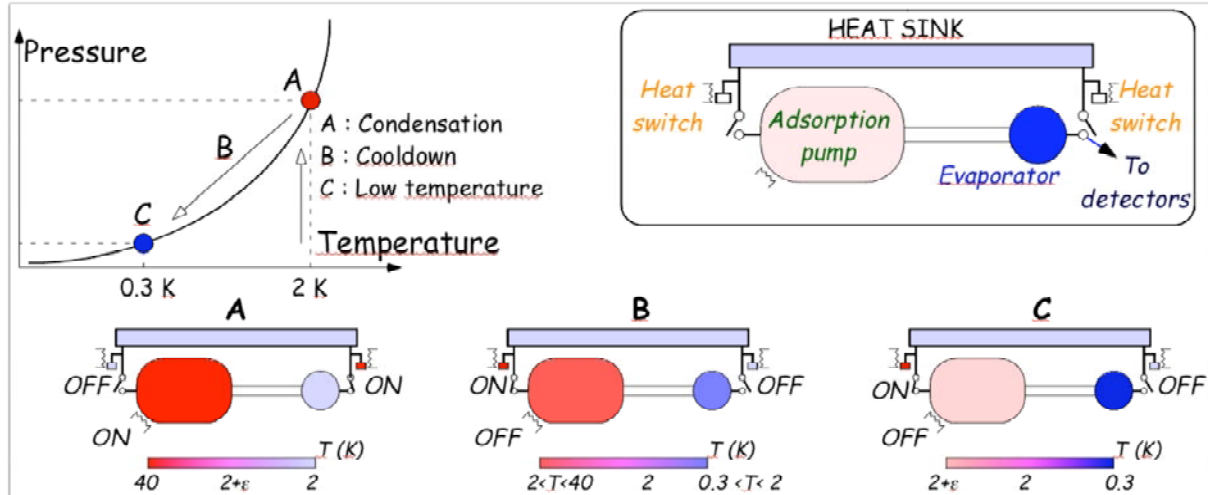 Pressure
A
B
A : Condensation
B : Cooldown
C : Low temperature
C
Temperature
0.3 K
2 K
HEAT SINK
Heat
switch
Adsorption
pump
Evaporator
Heat
switch
To
detectors
A
OFF
ON
ON
T (K)
40
2+ε
2
B
ON
OFF
OFF
T (K)
2<T<40
2
0.3 <T< 2
C
ON
OFF
OFF
T (K)
2+ε
2
0.3